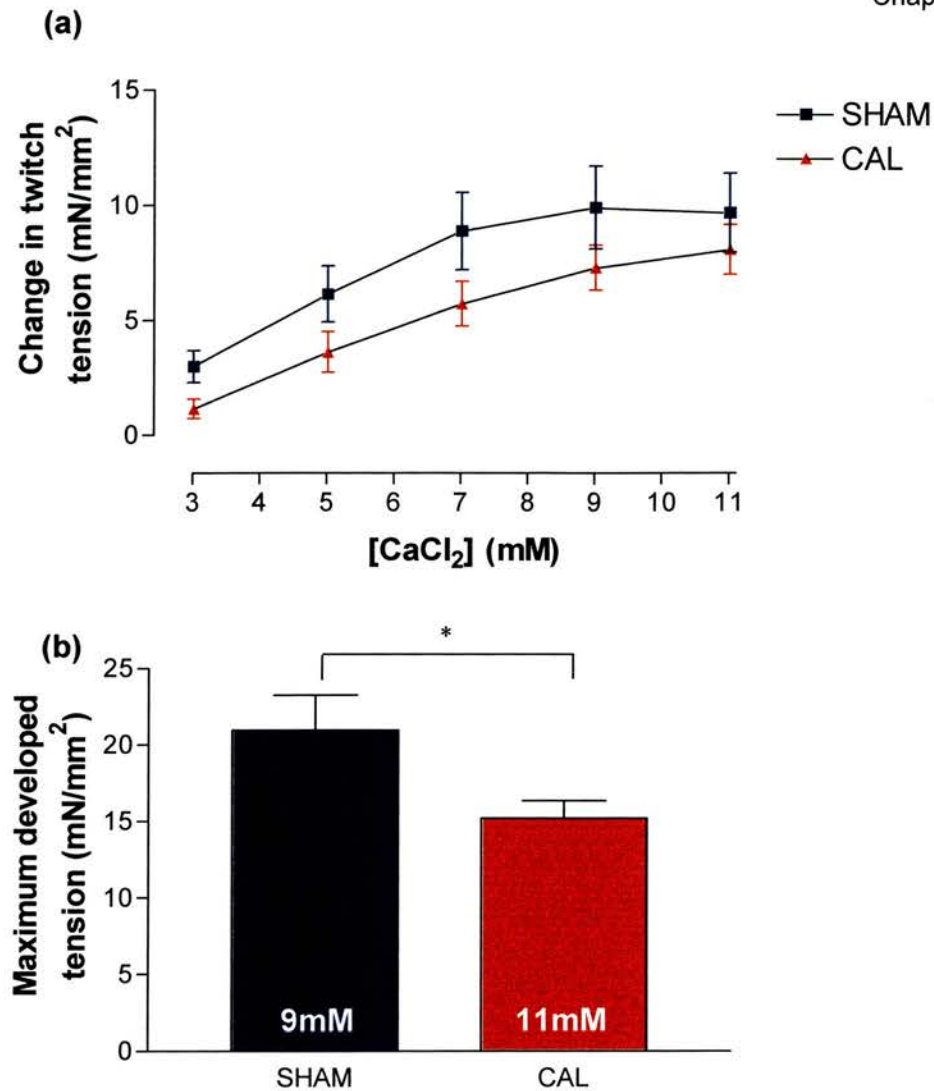 Chap
(a)
Change in twitch
tension (mN/mm²)
15
10
5
0
SHAM
CAL
3 4 5 6 7 8 9 10 11
[CaCl₂] (mM)
(b)
*
Maximum developed
tension (mN/mm²)
25
20
15
10
5
0
9mM 11mM
SHAM CAL